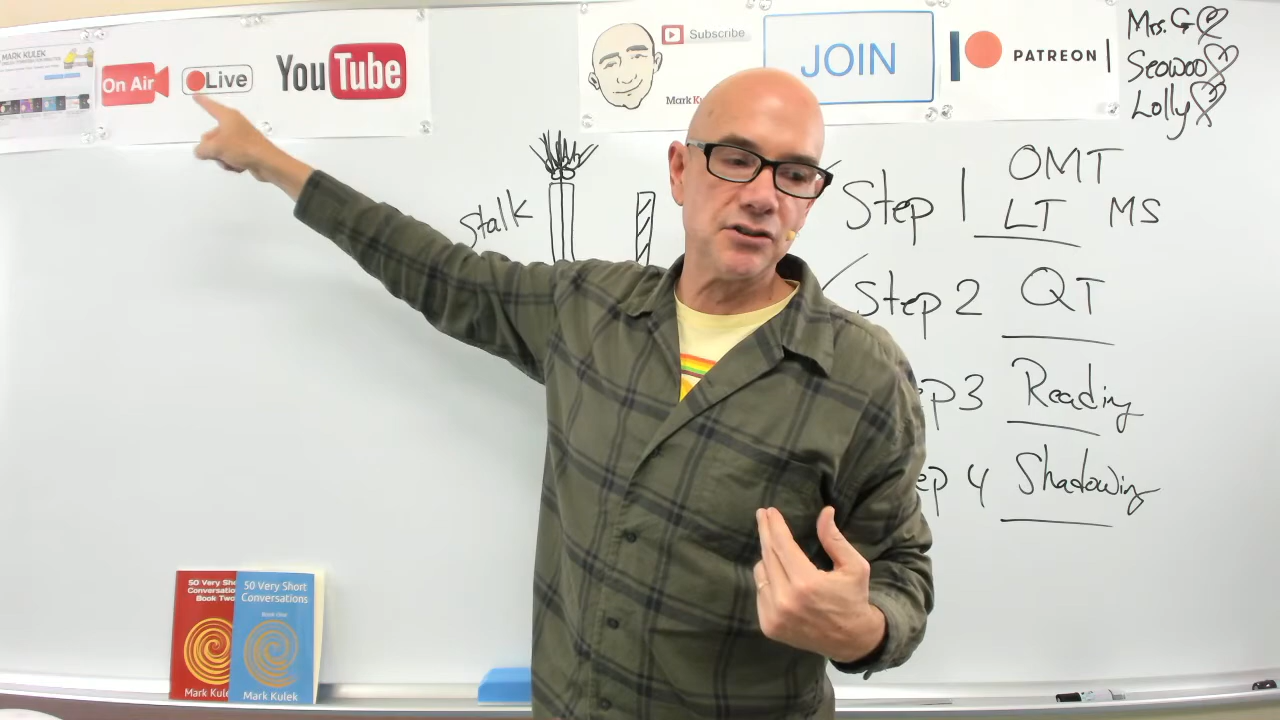 MARK KULEK
On Air
Live
YouTube
Subscribe
Mark
JOIN
PATREON
Mrs. G
Seowoo
Lolly
Stalk
Step 1 OMT
LT MS
Step 2 QT
ep3 Reading
ep 4 Shadowing
50 Very Sho
Conversatio
Book Two
Mark Kule
50 Very Short
Conversations
Book One
Mark Kulek